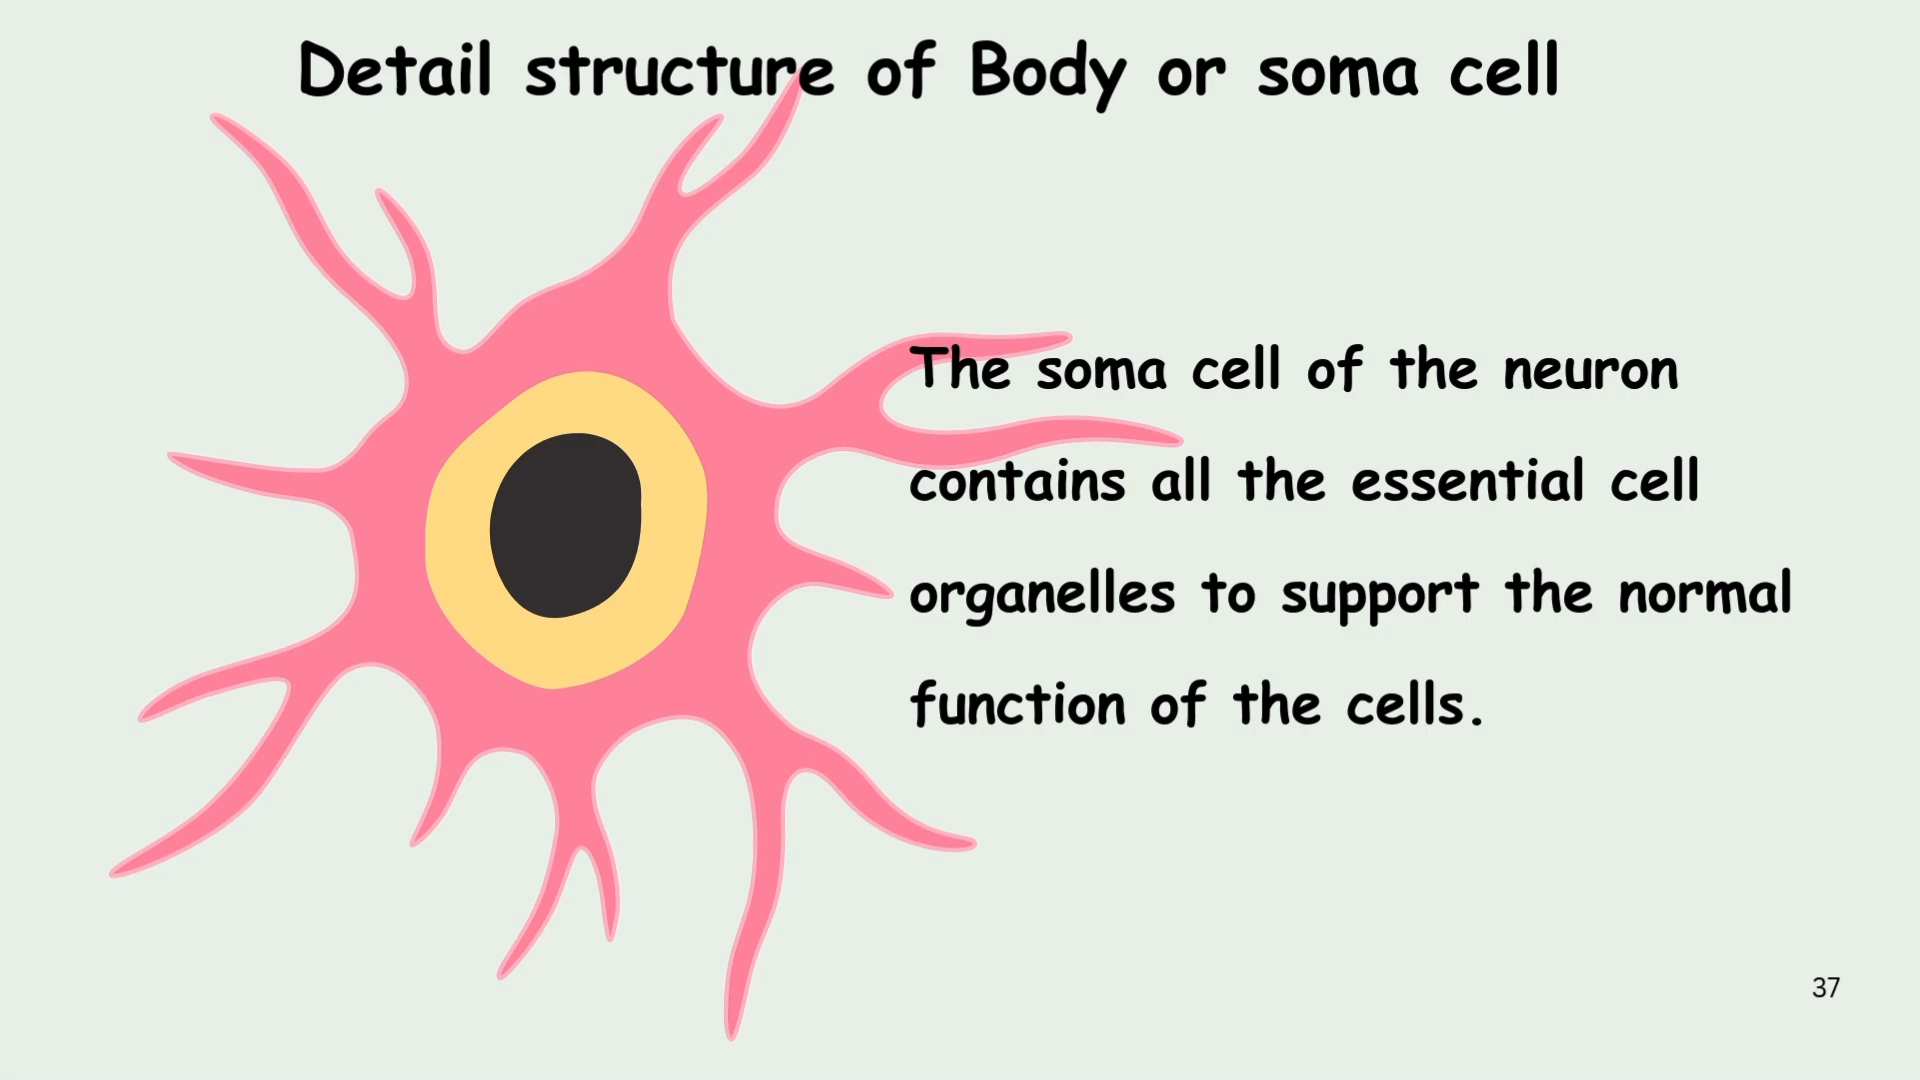 Detail structure of Body or soma cell
The soma cell of the neuron
contains all the essential cell
organelles to support the normal
function of the cells.
37